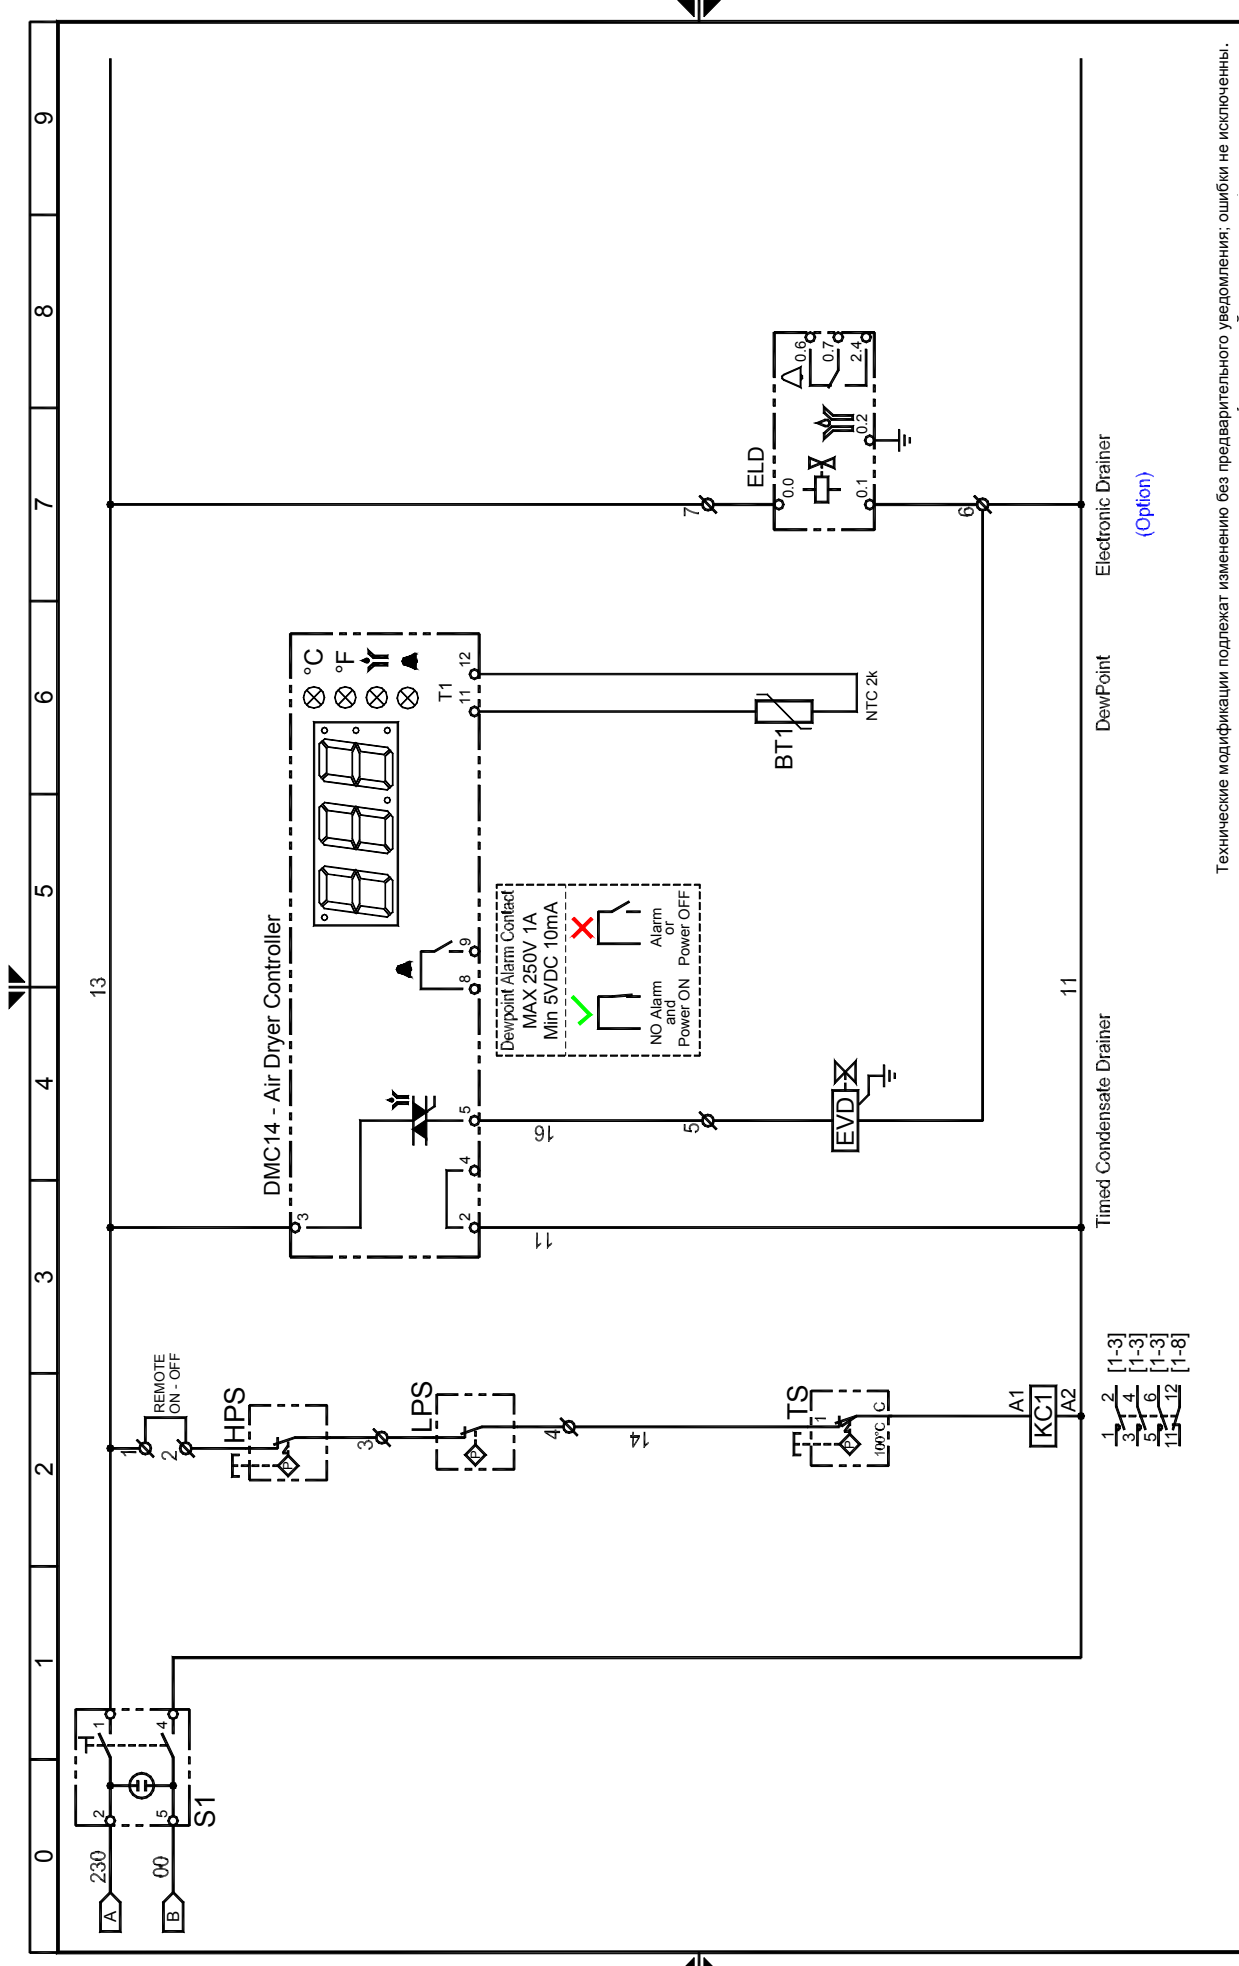 0 1 2 3 4 5 6 7 8 9
A 230 2 1 13
B 00 5 4
S1
1
2
REMOTE
ON - OFF
HPS
P
3
LPS
P
4
14
TS
1
P
100°C C
A1
KC1
A2
1 2 [1-3]
3 4 [1-3]
5 6 [1-3]
11 12 [1-8]
DMC14 - Air Dryer Controller
3
°C
°F
T1
2 4 5 8 9 11 12
11
16
5
EVD
Dewpoint Alarm Contact
MAX 250V 1A
Min 5VDC 10mA
NO Alarm
and
Power ON
Alarm
or
Power OFF
BT1
NTC 2k
7
ELD
0.0
0.1
0.2
0.6
0.7
2.4
6
11
Timed Condensate Drainer
DewPoint
Electronic Drainer
(Option)
Технические модификации подлежат изменению без предварительного уведомления; ошибки не исключенны.